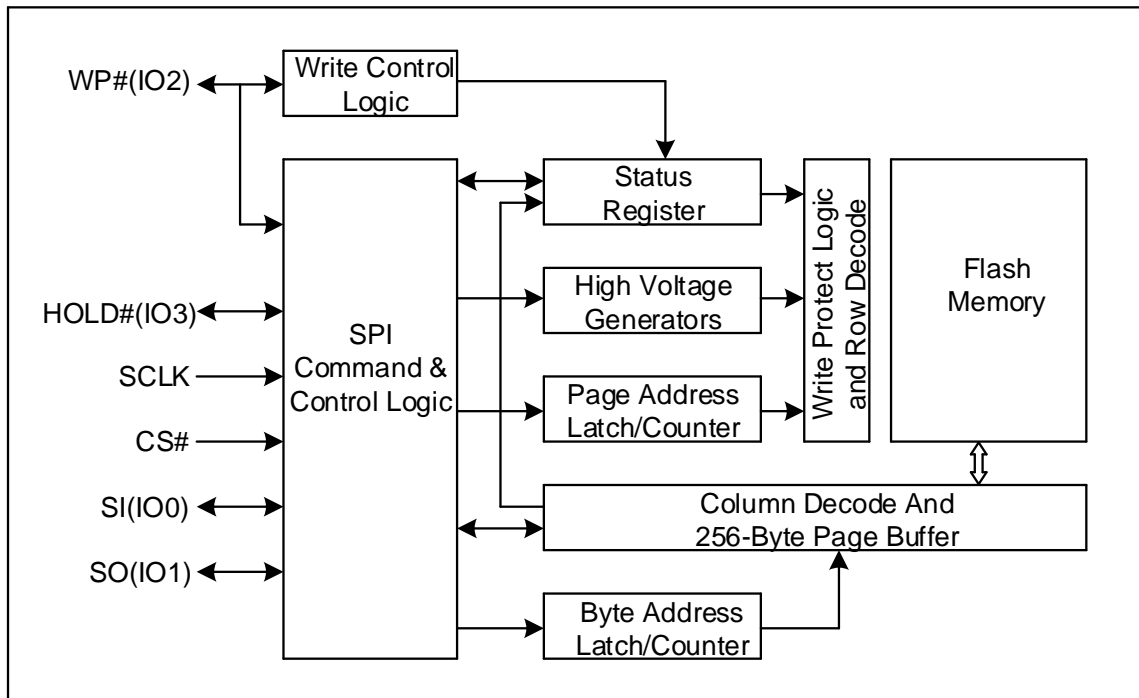 WP#(IO2)
Write Control
Logic
HOLD#(IO3)
SCLK
CS#
SI(IO0)
SO(IO1)
SPI
Command &
Control Logic
Status
Register
High Voltage
Generators
Page Address
Latch/Counter
Write Protect Logic
and Row Decode
Flash
Memory
Column Decode And
256-Byte Page Buffer
Byte Address
Latch/Counter